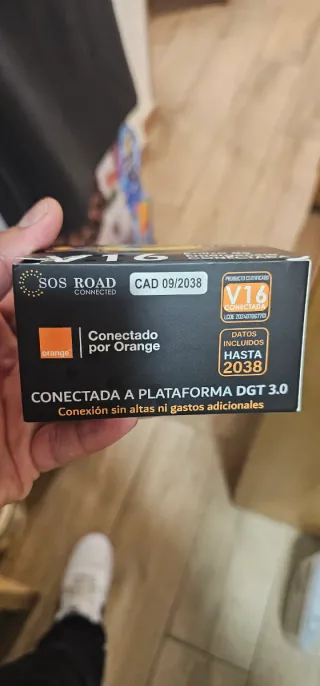 V16
SOS ROAD
CONNECTED
CAD 09/2038
PRODUCTO CERTIFICADO
V16
CONECTADA
orange
Conectado
por Orange
DATOS
INCLUIDOS
HASTA
2038
CONECTADA A PLATAFORMA DGT 3.0
Conexión sin altas ni gastos adicionales